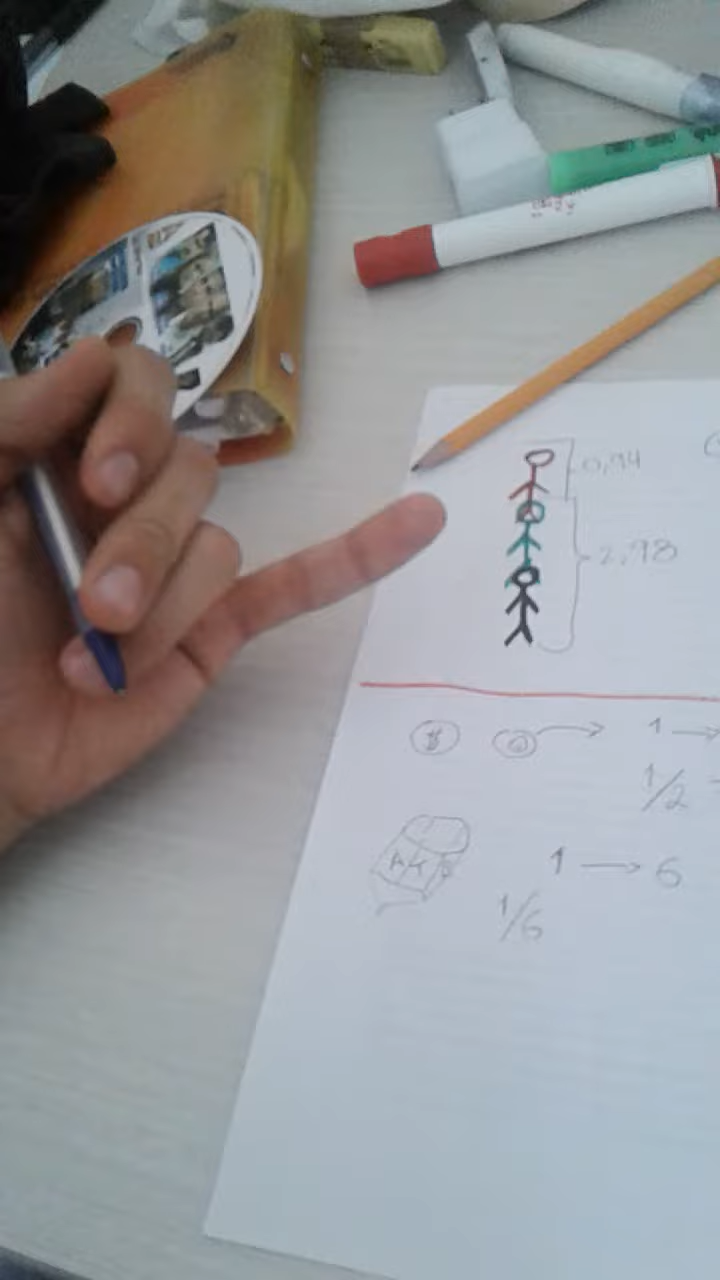 0,94
2,98
$ 1 →
1/2
AK 1 → 6
1/6